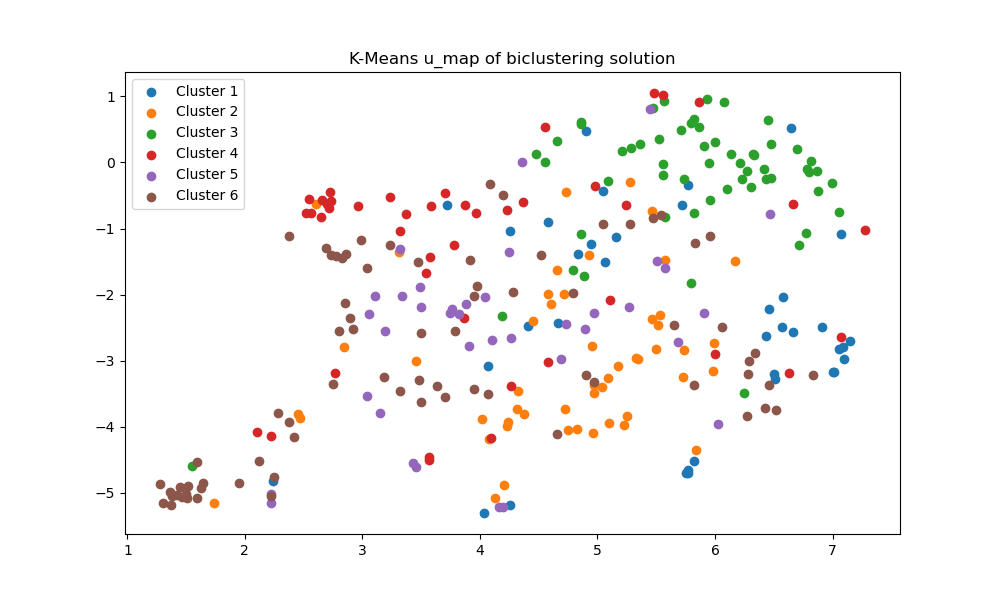 K-Means u_map of biclustering solution
Cluster 1
Cluster 2
Cluster 3
Cluster 4
Cluster 5
Cluster 6
1
0
−1
−2
−3
−4
−5
1 2 3 4 5 6 7